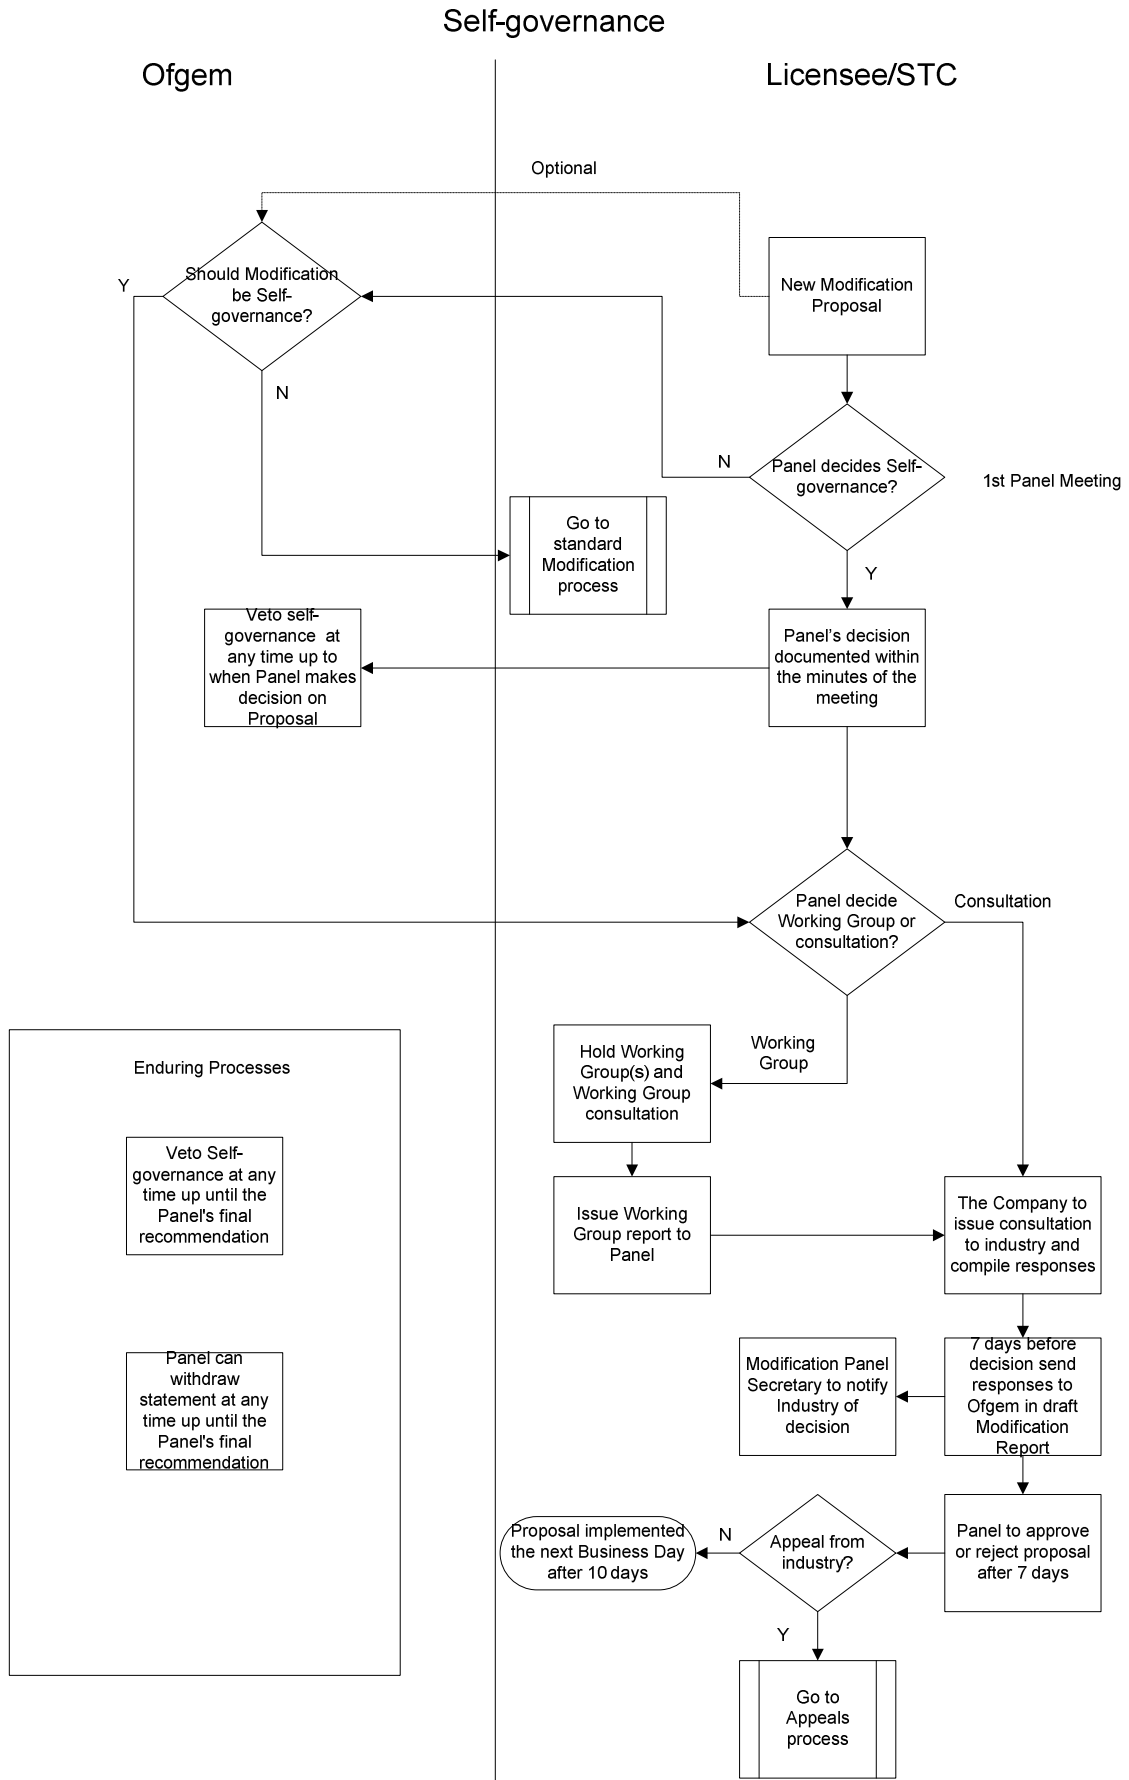 Self-governance
Ofgem
Licensee/STC
Optional
Should Modification
be Self-
governance?
Y
N
New Modification
Proposal
Panel decides Self-
governance?
N
1st Panel Meeting
Y
Go to
standard
Modification
process
Veto self-
governance at
any time up to
when Panel makes
decision on
Proposal
Panel’s decision
documented within
the minutes of the
meeting
Panel decide
Working Group or
consultation?
Consultation
Working
Group
Hold Working
Group(s) and
Working Group
consultation
Enduring Processes
Veto Self-
governance at any
time up until the
Panel's final
recommendation
Panel can
withdraw
statement at any
time up until the
Panel's final
recommendation
Issue Working
Group report to
Panel
The Company to
issue consultation
to industry and
compile responses
Modification Panel
Secretary to notify
Industry of
decision
7 days before
decision send
responses to
Ofgem in draft
Modification
Report
Proposal implemented
the next Business Day
after 10 days
N
Appeal from
industry?
Panel to approve
or reject proposal
after 7 days
Y
Go to
Appeals
process